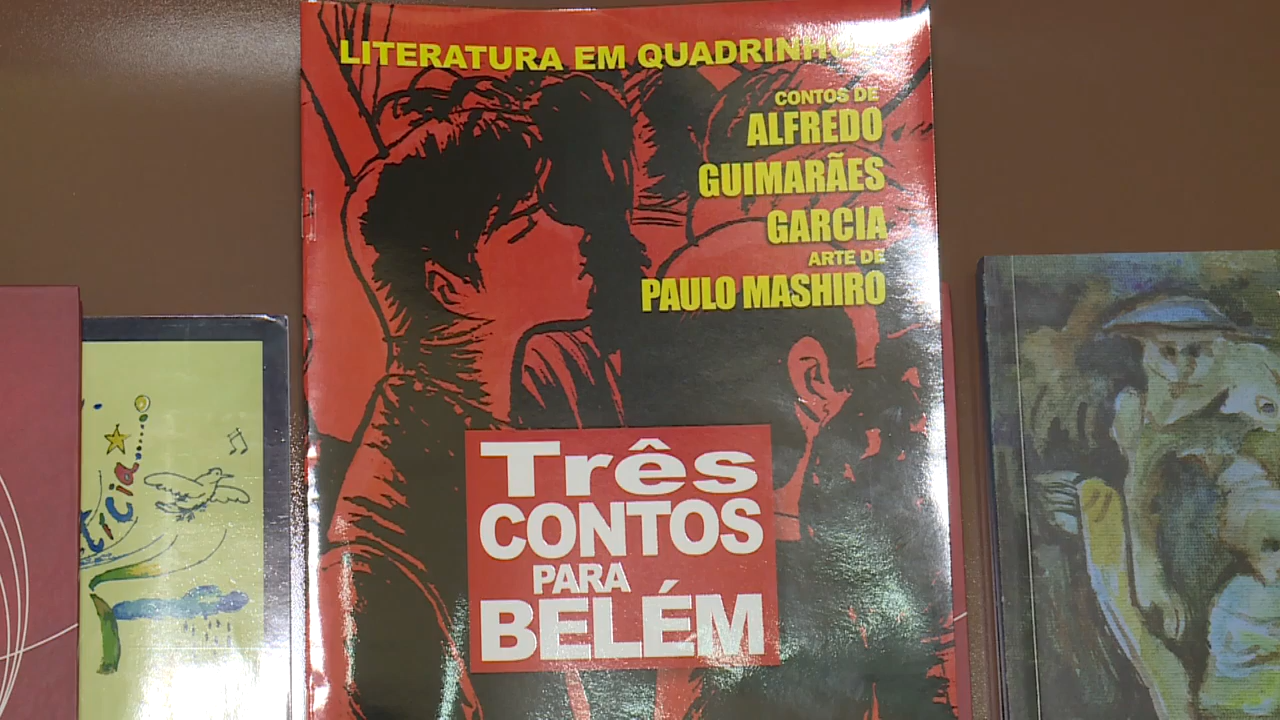 LITERATURA EM QUADRINHOS
CONTOS DE
ALFREDO
GUIMARÃES
GARCIA
ARTE DE
PAULO MASHIRO
Três
CONTOS
PARA
BELÉM